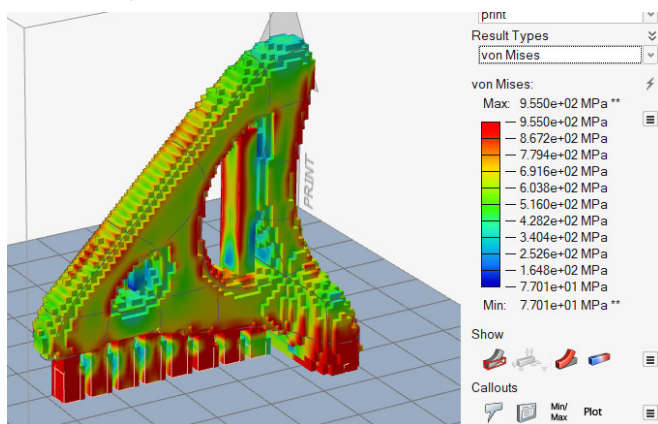 print
Result Types
von Mises
von Mises:
Max: 9.550e+02 MPa **
9.550e+02 MPa
8.672e+02 MPa
7.794e+02 MPa
6.916e+02 MPa
6.038e+02 MPa
5.160e+02 MPa
4.282e+02 MPa
3.404e+02 MPa
2.526e+02 MPa
1.648e+02 MPa
7.701e+01 MPa
Min: 7.701e+01 MPa **
Show
Callouts
Min/
Max
Plot
PRINT